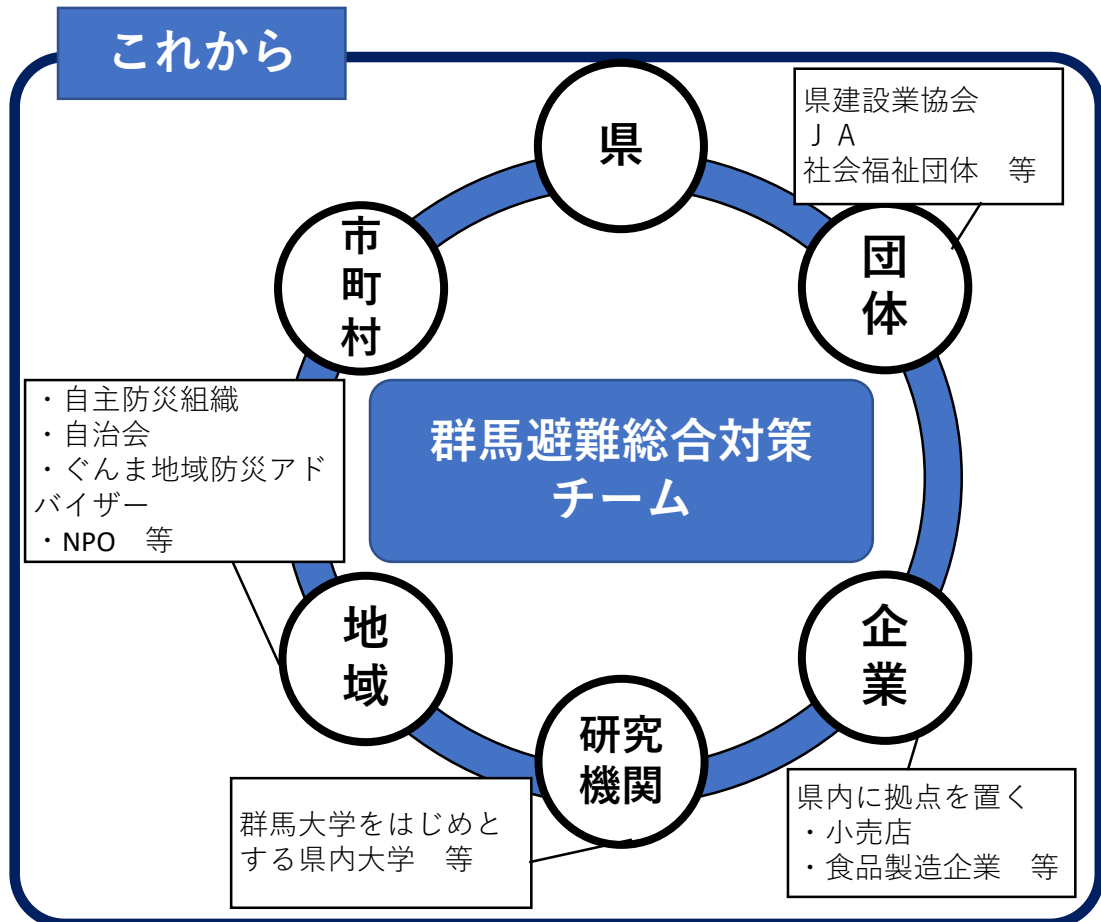 これから
県
県建設業協会
ＪＡ
社会福祉団体　等
団
体
市
町
村
・自主防災組織
・自治会
・ぐんま地域防災アド
バイザー
・NPO　等
群馬避難総合対策
チーム
地
域
企
業
研究
機関
群馬大学をはじめと
する県内大学　等
県内に拠点を置く
・小売店
・食品製造企業　等